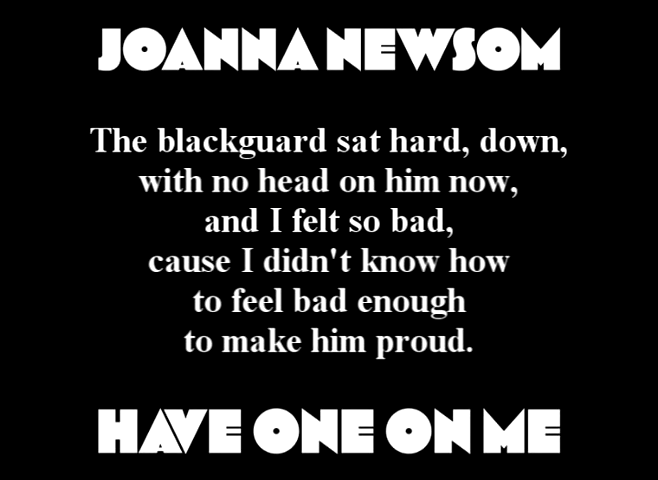 JOANNA NEWSOM
The blackguard sat hard, down,
with no head on him now,
and I felt so bad,
cause I didn't know how
to feel bad enough
to make him proud.
HAVE ONE ON ME